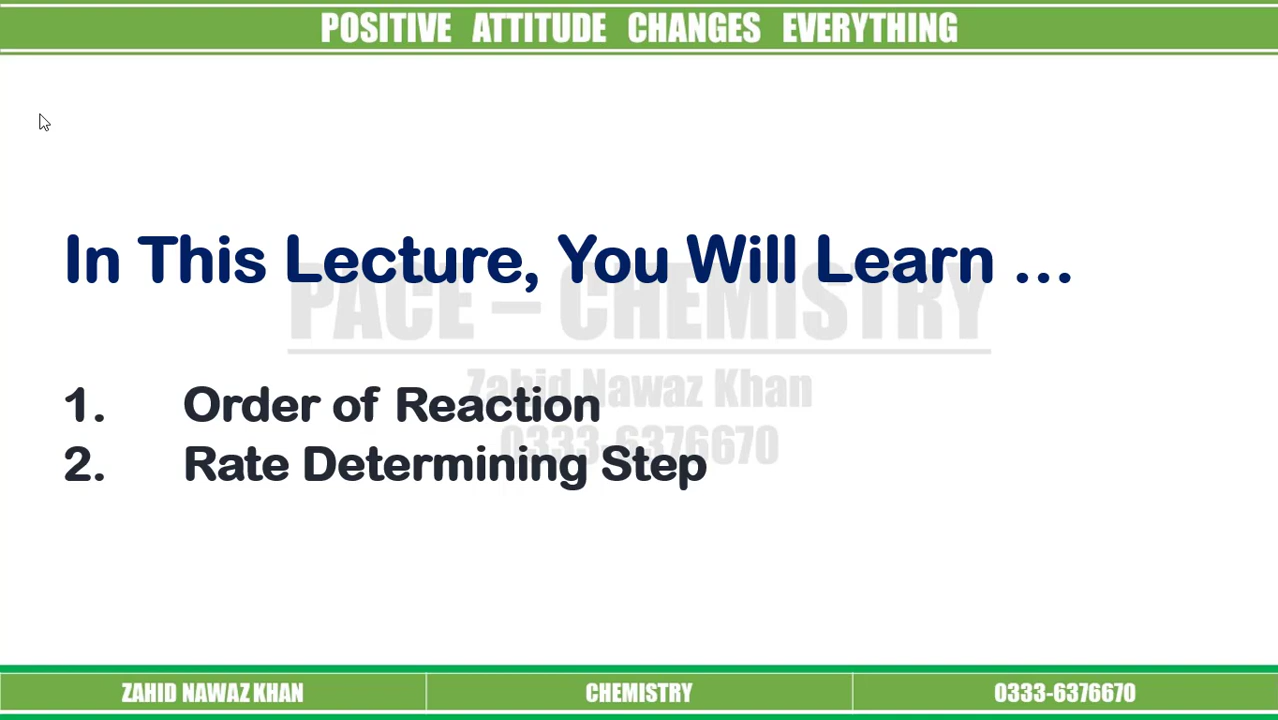 POSITIVE ATTITUDE CHANGES EVERYTHING
In This Lecture, You Will Learn ...
PACE – CHEMISTRY
Zahid Nawaz Khan
1. Order of Reaction
0333-6376670
2. Rate Determining Step
ZAHID NAWAZ KHAN CHEMISTRY 0333-6376670